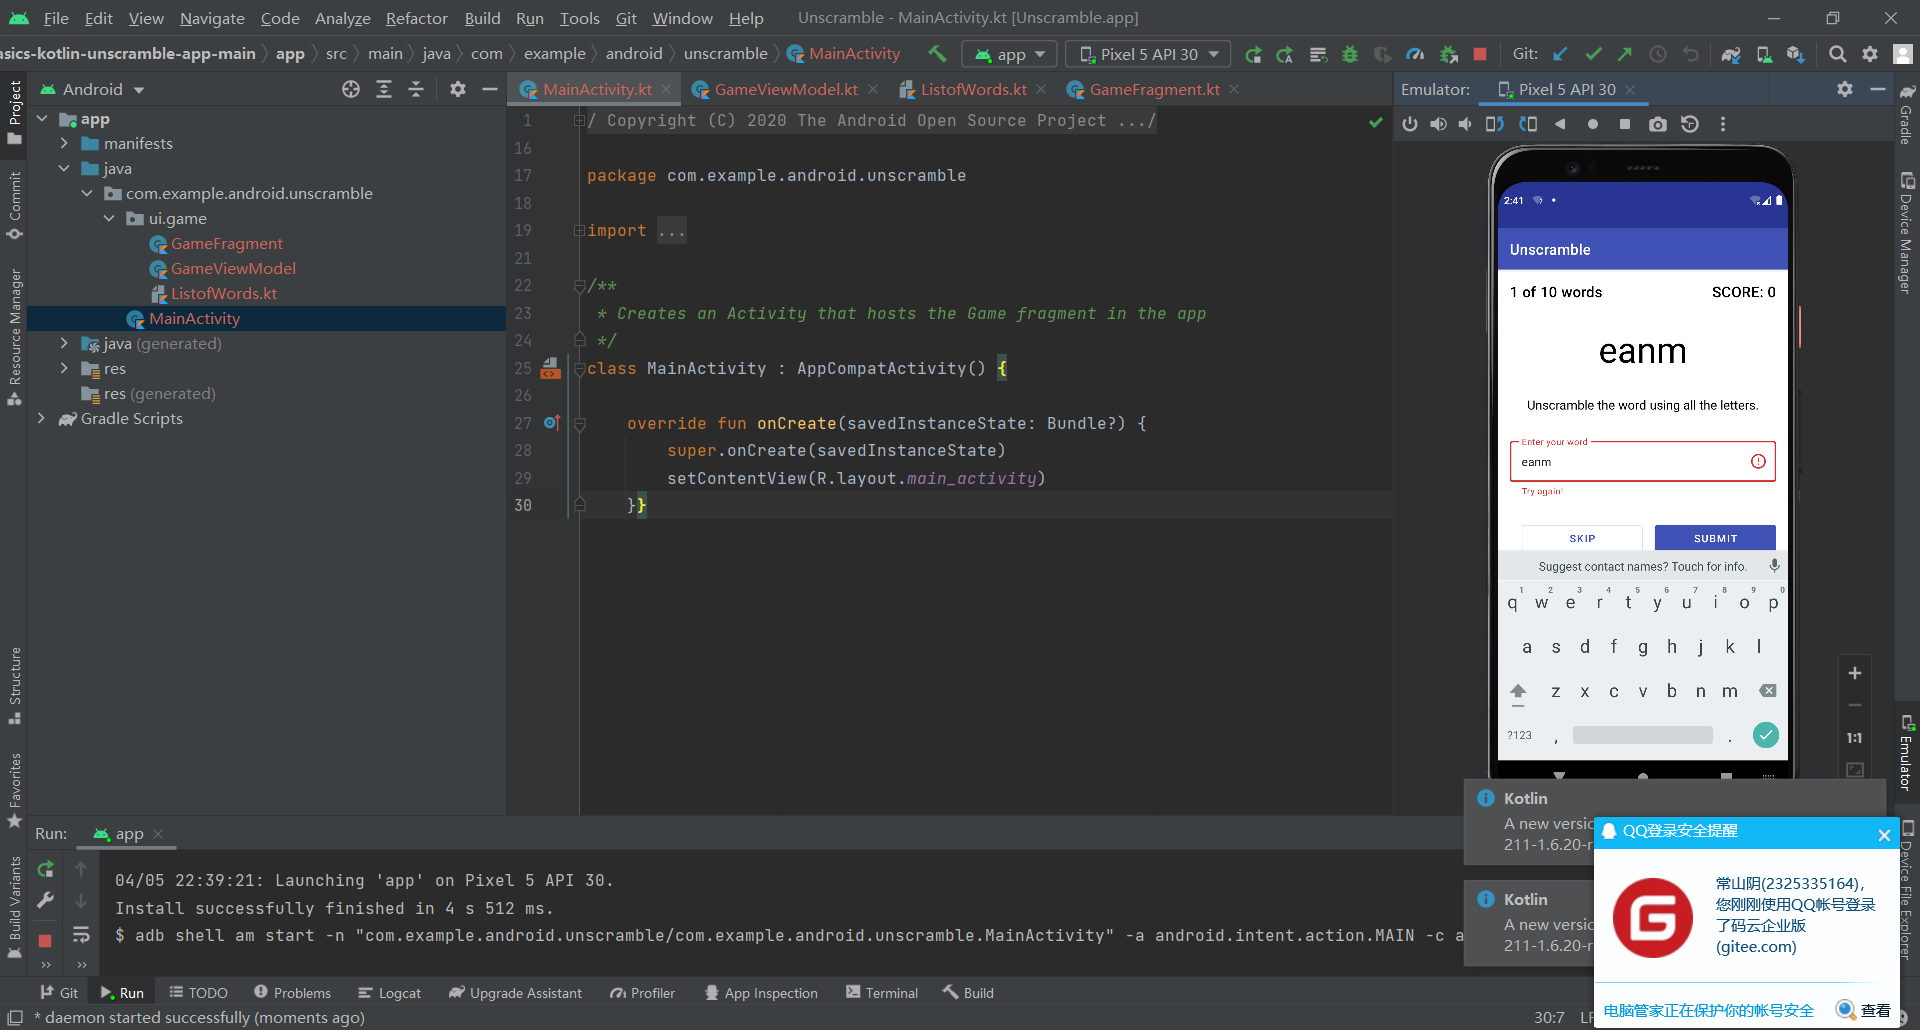 File Edit View Navigate Code Analyze Refactor Build Run Tools Git Window Help Unscramble - MainActivity.kt [Unscramble.app]
asics-kotlin-unscramble-app-main app src main java com example android unscramble MainActivity app Pixel 5 API 30 Git:
Android
app
manifests
java
com.example.android.unscramble
ui.game
GameFragment
GameViewModel
ListofWords.kt
MainActivity
java (generated)
res
res (generated)
Gradle Scripts
Project
Commit
Resource Manager
Structure
Favorites
Build Variants
MainActivity.kt GameViewModel.kt ListofWords.kt GameFragment.kt
1 / Copyright (C) 2020 The Android Open Source Project .../
16
17 package com.example.android.unscramble
18
19 import ...
21
22 /**
23 * Creates an Activity that hosts the Game fragment in the app
24 */
25 class MainActivity : AppCompatActivity() {
26
27 override fun onCreate(savedInstanceState: Bundle?) {
28 super.onCreate(savedInstanceState)
29 setContentView(R.layout.main_activity)
30 }}
Emulator: Pixel 5 API 30
2:41
Unscramble
1 of 10 words SCORE: 0
eanm
Unscramble the word using all the letters.
Enter your word
eanm
Try again!
SKIP SUBMIT
Suggest contact names? Touch for info.
1 2 3 4 5 6 7 8 9 0
q w e r t y u i o p
a s d f g h j k l
z x c v b n m
?123 , .
1:1
Gradle
Device Manager
Emulator
Device File Explorer
Run: app
04/05 22:39:21: Launching 'app' on Pixel 5 API 30.
Install successfully finished in 4 s 512 ms.
$ adb shell am start -n "com.example.android.unscramble/com.example.android.unscramble.MainActivity" -a android.intent.action.MAIN -c a
Kotlin
A new versio
211-1.6.20-r
Kotlin
A new versio
211-1.6.20-r
QQ登录安全提醒
常山阴(2325335164)，
您刚刚使用QQ帐号登录
了码云企业版
(gitee.com)
电脑管家正在保护你的帐号安全 查看
Git Run TODO Problems Logcat Upgrade Assistant Profiler App Inspection Terminal Build
* daemon started successfully (moments ago) 30:7 LF